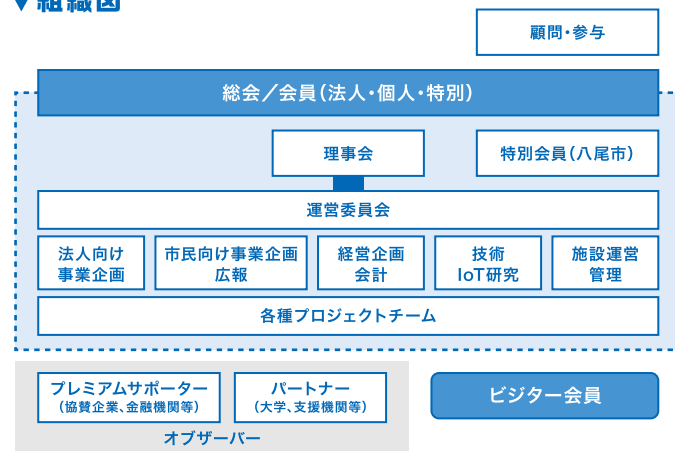 ▼組織図
顧問・参与
総会／会員（法人・個人・特別）
理事会
特別会員（八尾市）
運営委員会
法人向け
事業企画
市民向け事業企画
広報
経営企画
会計
技術
IoT研究
施設運営
管理
各種プロジェクトチーム
プレミアムサポーター
（協賛企業、金融機関等）
パートナー
（大学、支援機関等）
オブザーバー
ビジター会員